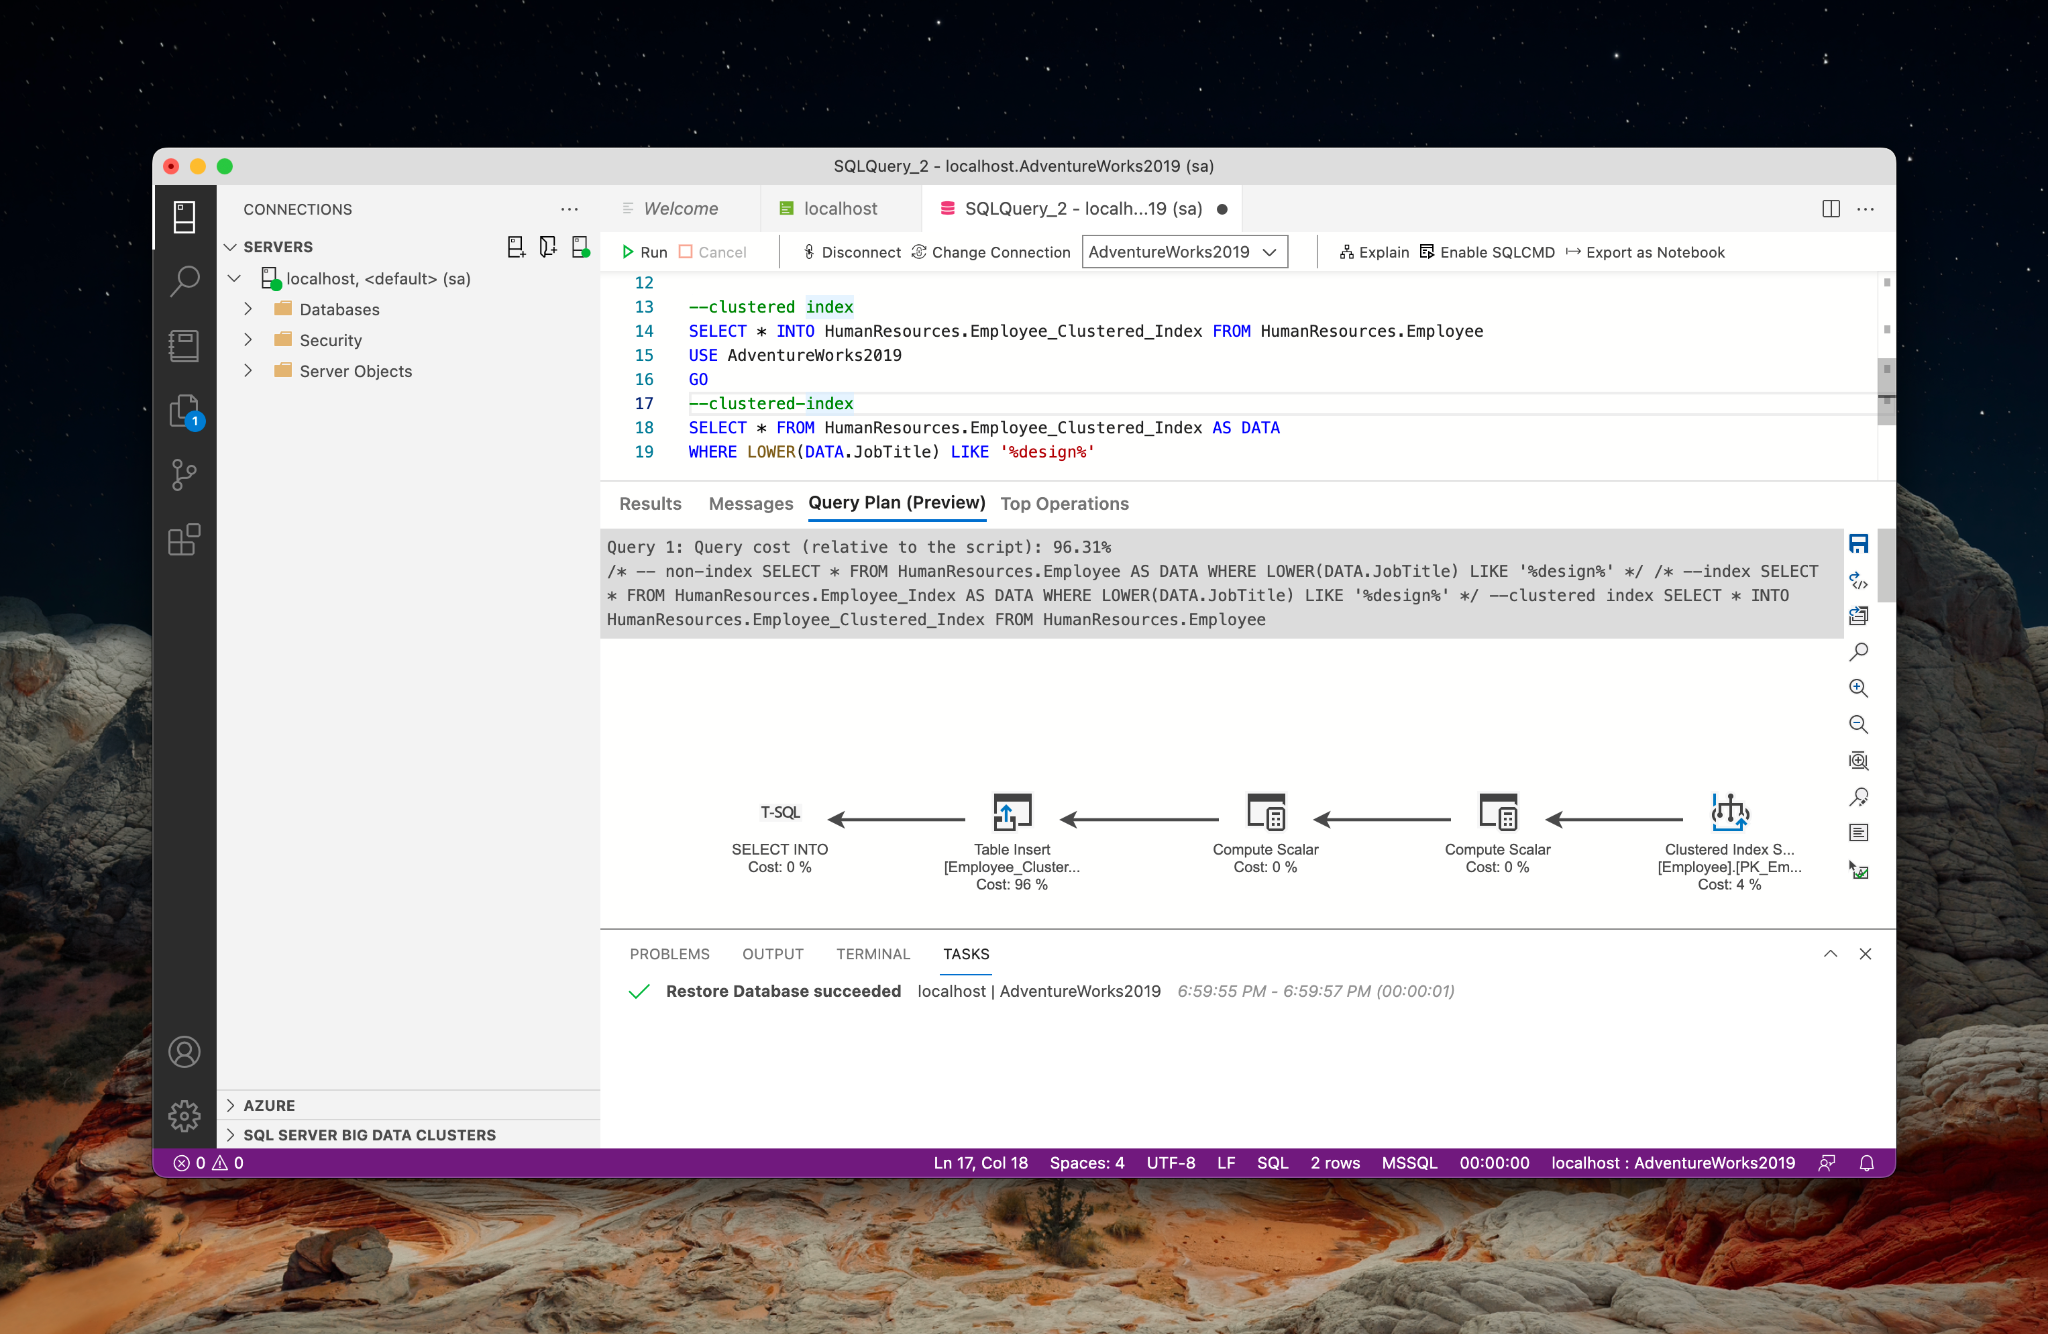 SQLQuery_2 - localhost.AdventureWorks2019 (sa)
CONNECTIONS
Welcome
localhost
SQLQuery_2 - localh...19 (sa)
SERVERS
Run
Cancel
Disconnect
Change Connection
AdventureWorks2019
Explain
Enable SQLCMD
Export as Notebook
localhost, <default> (sa)
Databases
Security
Server Objects
1
12
13 --clustered index
14 SELECT * INTO HumanResources.Employee_Clustered_Index FROM HumanResources.Employee
15 USE AdventureWorks2019
16 GO
17 --clustered-index
18 SELECT * FROM HumanResources.Employee_Clustered_Index AS DATA
19 WHERE LOWER(DATA.JobTitle) LIKE '%design%'
Results
Messages
Query Plan (Preview)
Top Operations
Query 1: Query cost (relative to the script): 96.31%
/* -- non-index SELECT * FROM HumanResources.Employee AS DATA WHERE LOWER(DATA.JobTitle) LIKE '%design%' */ /* --index SELECT
* FROM HumanResources.Employee_Index AS DATA WHERE LOWER(DATA.JobTitle) LIKE '%design%' */ --clustered index SELECT * INTO
HumanResources.Employee_Clustered_Index FROM HumanResources.Employee
T-SQL
SELECT INTO
Cost: 0 %
Table Insert
[Employee_Cluster...
Cost: 96 %
Compute Scalar
Cost: 0 %
Compute Scalar
Cost: 0 %
Clustered Index S...
[Employee].[PK_Em...
Cost: 4 %
PROBLEMS
OUTPUT
TERMINAL
TASKS
Restore Database succeeded localhost | AdventureWorks2019 6:59:55 PM - 6:59:57 PM (00:00:01)
AZURE
SQL SERVER BIG DATA CLUSTERS
0
0
Ln 17, Col 18
Spaces: 4
UTF-8
LF
SQL
2 rows
MSSQL
00:00:00
localhost : AdventureWorks2019